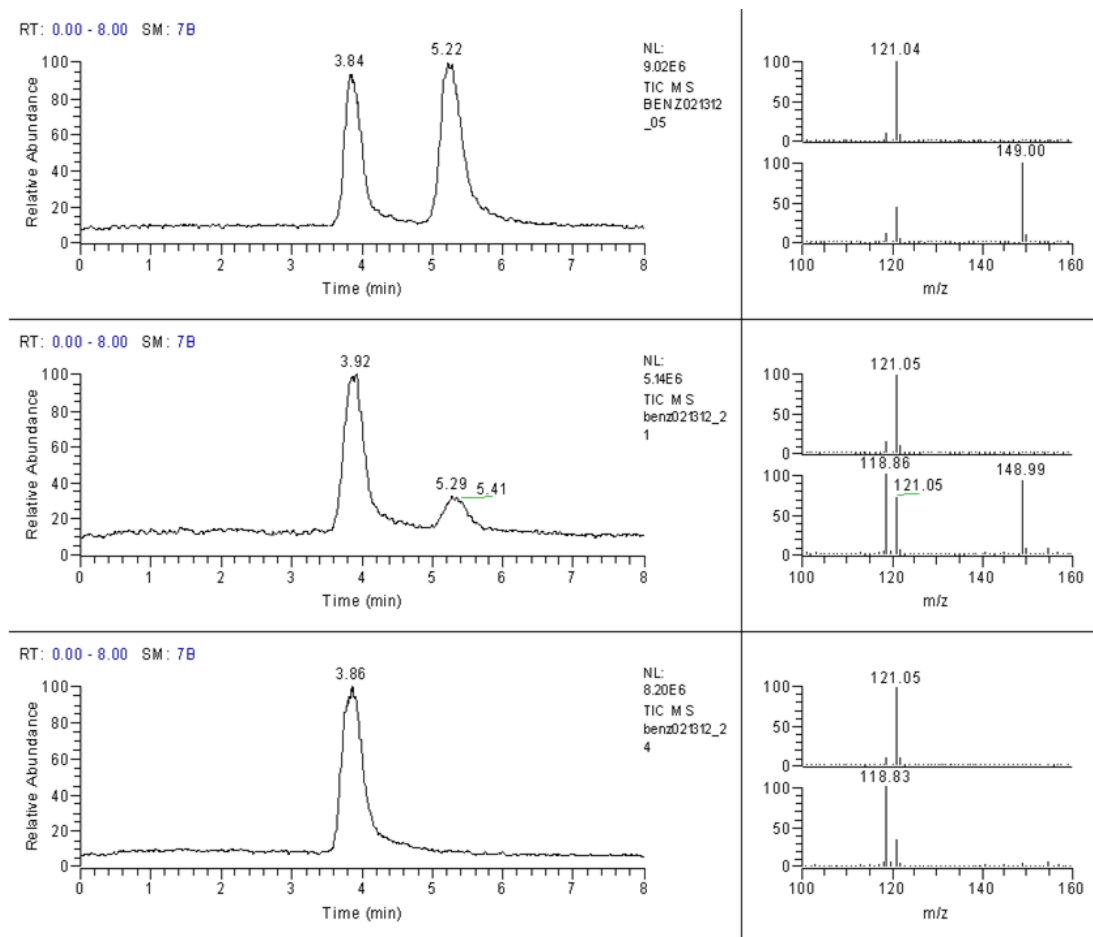 RT: 0.00 - 8.00 SM: 7B
3.84
5.22
NL:
9.02E6
TIC MS
BENZ021312
_05
100
80
60
40
20
0
Relative Abundance
0 1 2 3 4 5 6 7 8
Time (min)
121.04
100
50
0
149.00
100
50
0
100 120 140 160
m/z
RT: 0.00 - 8.00 SM: 7B
3.92
5.29 5.41
NL:
5.14E6
TIC MS
benz021312_2
1
100
80
60
40
20
0
Relative Abundance
0 1 2 3 4 5 6 7 8
Time (min)
121.05
100
50
0
118.86 148.99
121.05
100
50
0
100 120 140 160
m/z
RT: 0.00 - 8.00 SM: 7B
3.86
NL:
8.20E6
TIC MS
benz021312_2
4
100
80
60
40
20
0
Relative Abundance
0 1 2 3 4 5 6 7 8
Time (min)
121.05
100
50
0
118.83
100
50
0
100 120 140 160
m/z